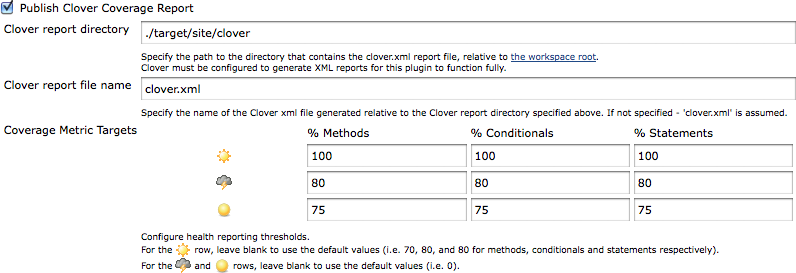 Publish Clover Coverage Report
Clover report directory
./target/site/clover
Specify the path to the directory that contains the clover.xml report file, relative to the workspace root.
Clover must be configured to generate XML reports for this plugin to function fully.
Clover report file name
clover.xml
Specify the name of the Clover xml file generated relative to the Clover report directory specified above. If not specified - 'clover.xml' is assumed.
Coverage Metric Targets
% Methods % Conditionals % Statements
100 100 100
80 80 80
75 75 75
Configure health reporting thresholds.
For the row, leave blank to use the default values (i.e. 70, 80, and 80 for methods, conditionals and statements respectively).
For the and rows, leave blank to use the default values (i.e. 0).